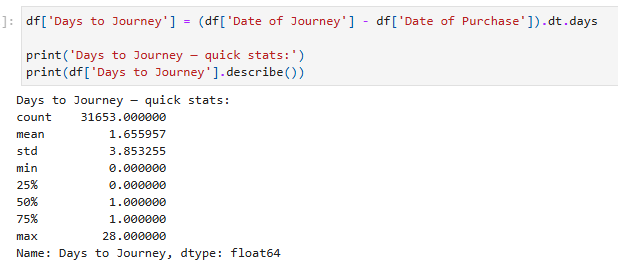 ]: df['Days to Journey'] = (df['Date of Journey'] - df['Date of Purchase']).dt.days
print('Days to Journey — quick stats:')
print(df['Days to Journey'].describe())
Days to Journey — quick stats:
count    31653.000000
mean         1.655957
std          3.853255
min          0.000000
25%          0.000000
50%          1.000000
75%          1.000000
max         28.000000
Name: Days to Journey, dtype: float64